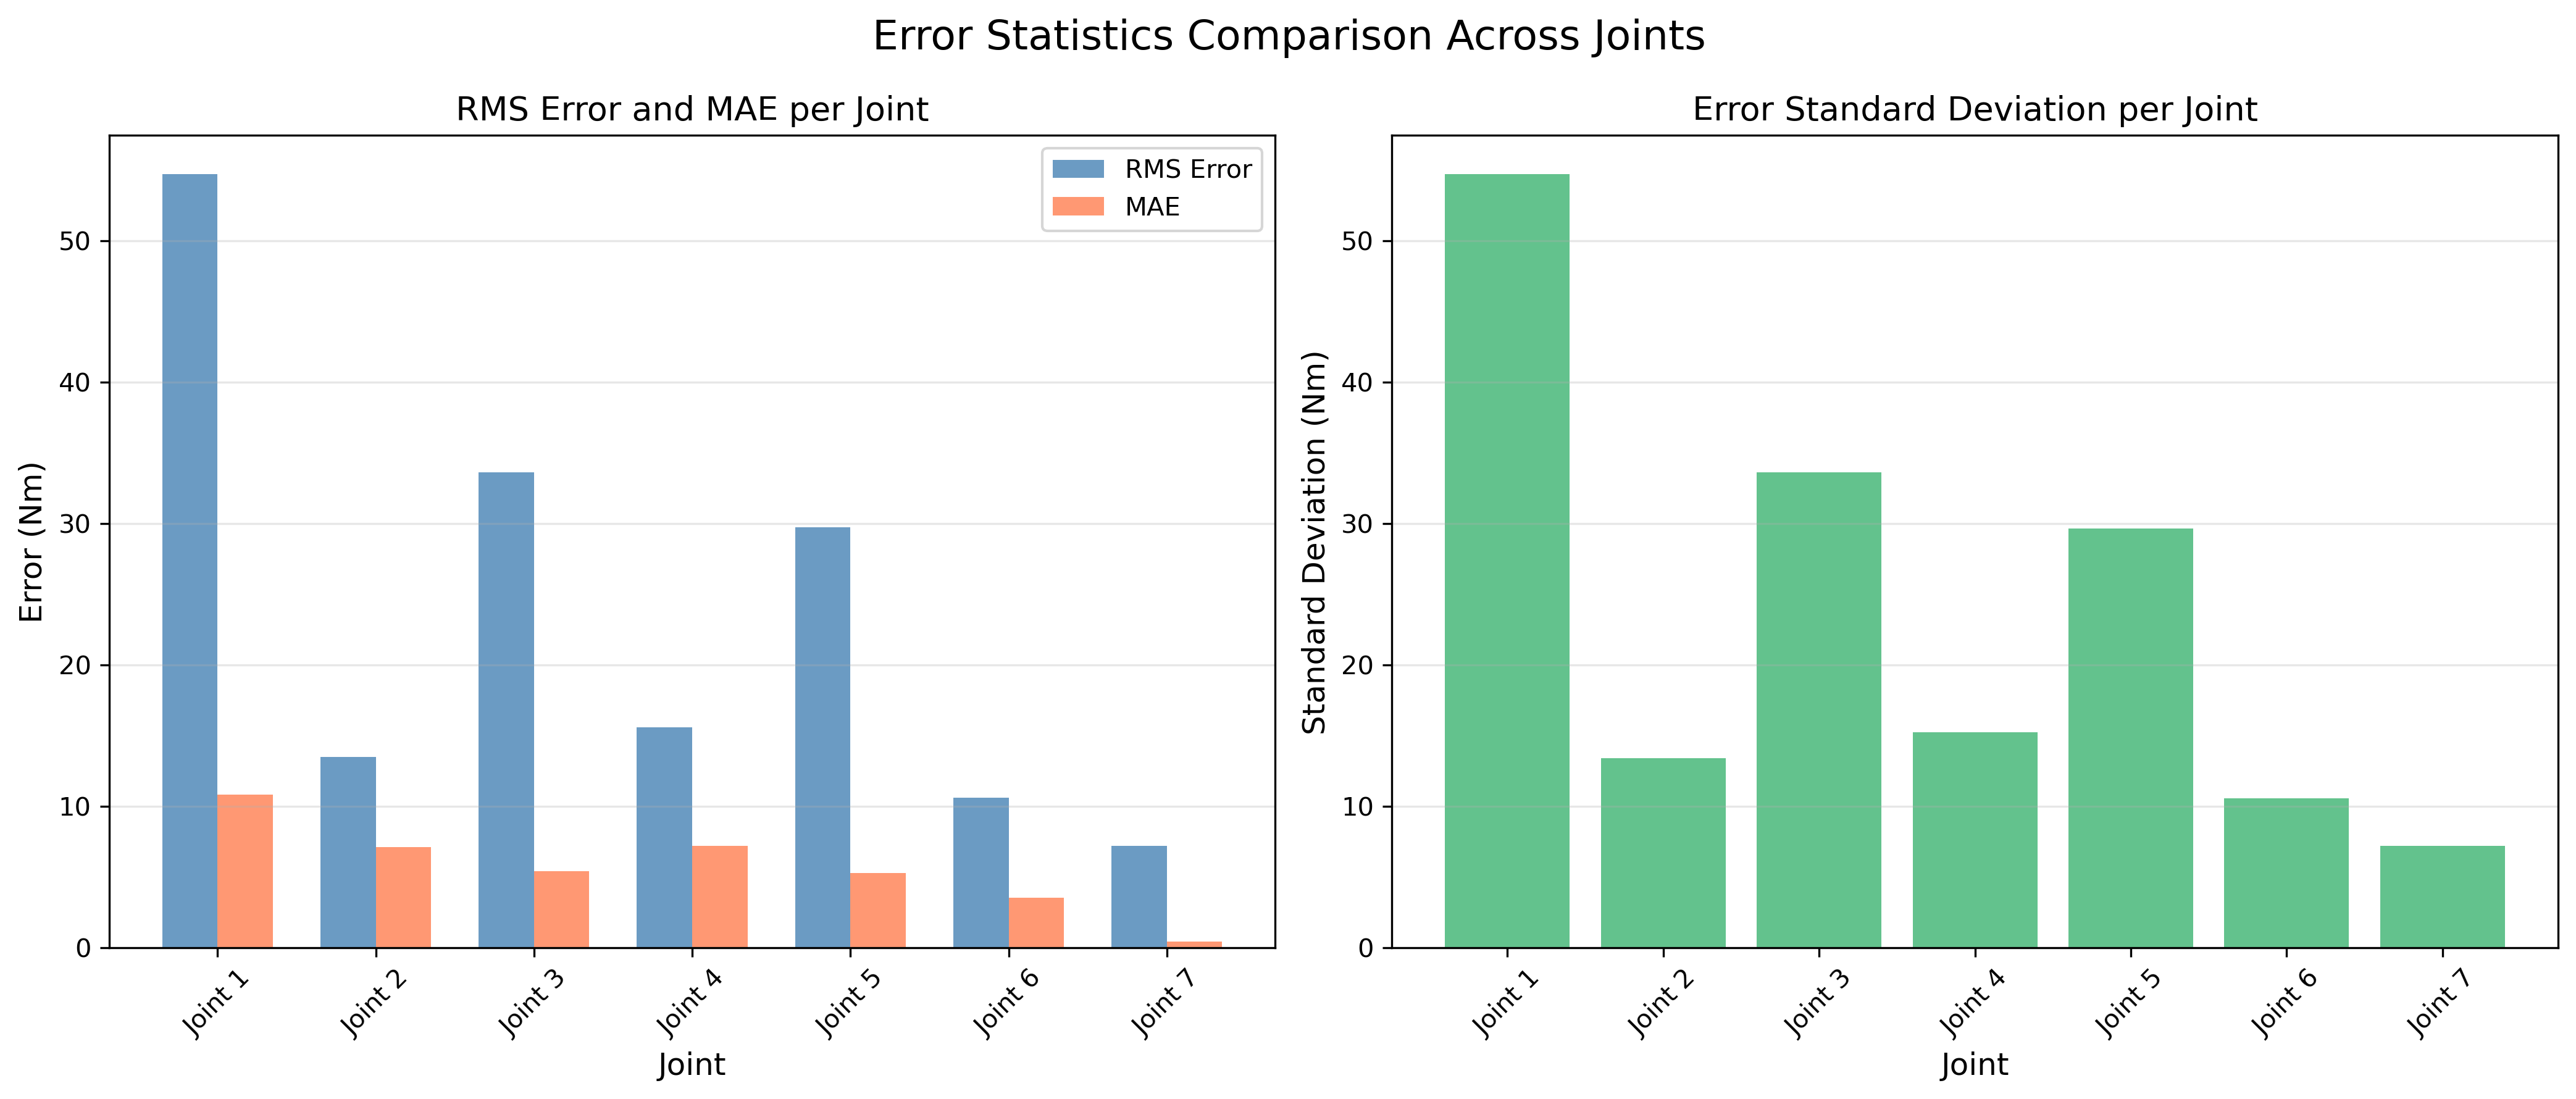 Error Statistics Comparison Across Joints
RMS Error and MAE per Joint
RMS Error
MAE
Error (Nm)
50
40
30
20
10
0
Joint 1
Joint 2
Joint 3
Joint 4
Joint 5
Joint 6
Joint 7
Joint
Error Standard Deviation per Joint
Standard Deviation (Nm)
50
40
30
20
10
0
Joint 1
Joint 2
Joint 3
Joint 4
Joint 5
Joint 6
Joint 7
Joint